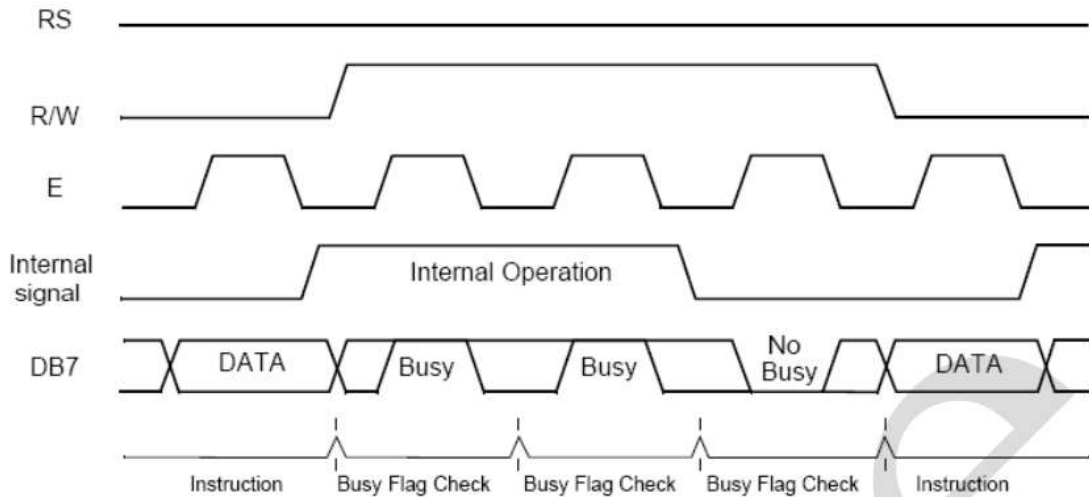 RS
R/W
E
Internal
signal
Internal Operation
DB7
DATA
Busy
Busy
No
Busy
DATA
Instruction
Busy Flag Check
Busy Flag Check
Busy Flag Check
Instruction